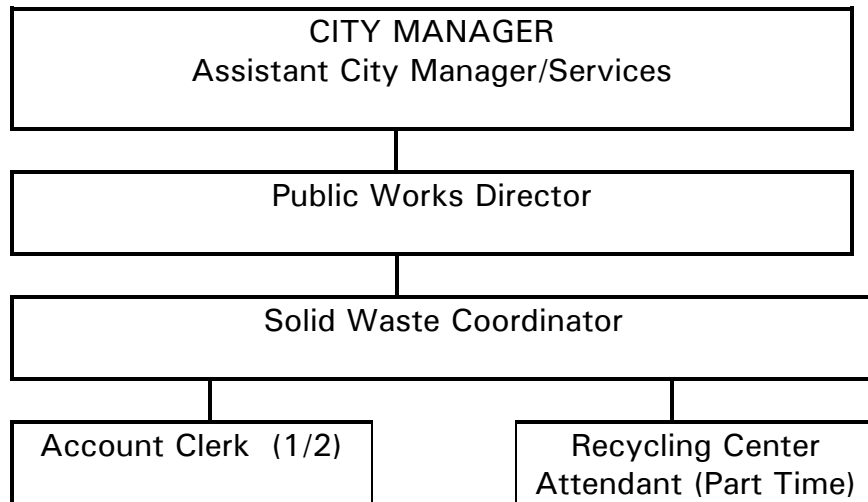 CITY MANAGER
Assistant City Manager/Services
Public Works Director
Solid Waste Coordinator
Account Clerk (1/2)
Recycling Center
Attendant (Part Time)